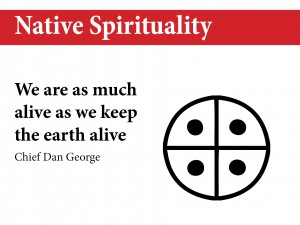 Native Spirituality
We are as much
alive as we keep
the earth alive
Chief Dan George